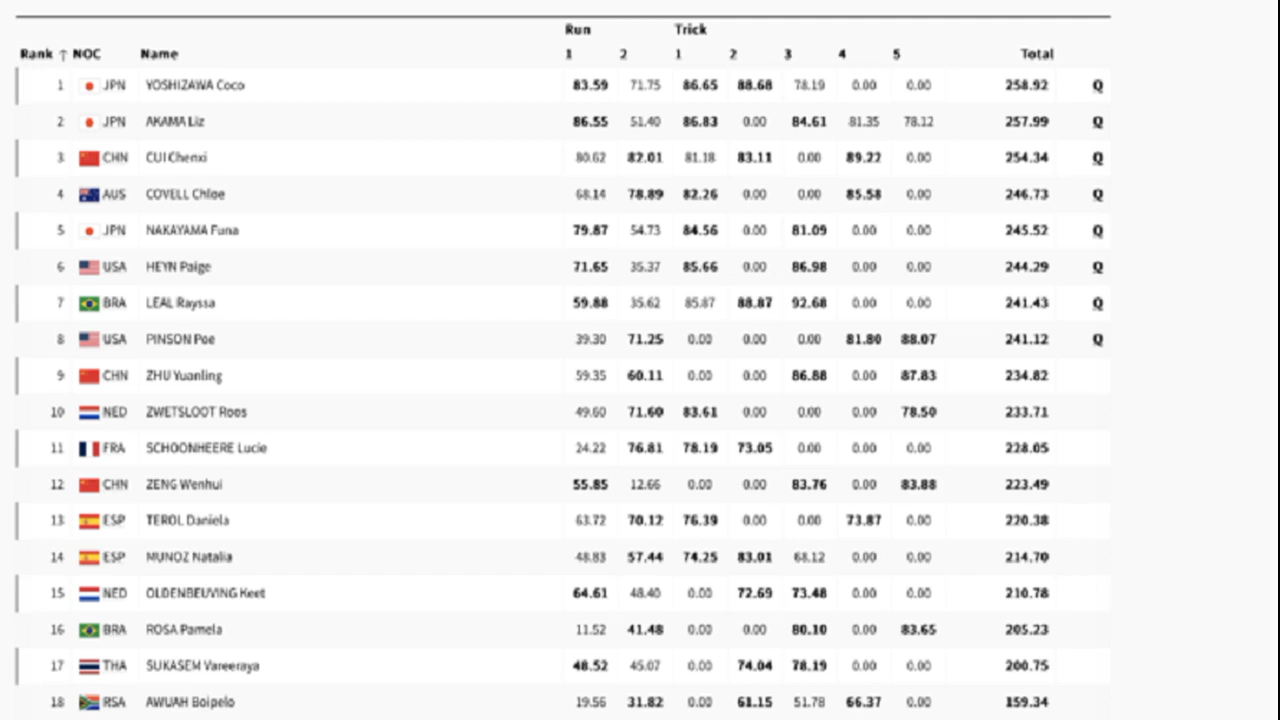 Run Trick
Rank ↑ NOC Name 1 2 1 2 3 4 5 Total
1 JPN YOSHIZAWA Coco 83.59 71.75 86.65 88.68 78.19 0.00 0.00 258.92 Q
2 JPN AKAMA Liz 86.55 51.40 86.83 0.00 84.61 81.35 78.12 257.99 Q
3 CHN CUI Chenxi 80.62 82.01 81.18 83.11 0.00 89.22 0.00 254.34 Q
4 AUS COVELL Chloe 68.14 78.89 82.26 0.00 0.00 85.58 0.00 246.73 Q
5 JPN NAKAYAMA Funa 79.87 54.73 84.56 0.00 81.09 0.00 0.00 245.52 Q
6 USA HEYN Paige 71.65 35.37 85.66 0.00 86.98 0.00 0.00 244.29 Q
7 BRA LEAL Rayssa 59.88 35.62 85.87 88.87 92.68 0.00 0.00 241.43 Q
8 USA PINSON Poe 39.30 71.25 0.00 0.00 0.00 81.80 88.07 241.12 Q
9 CHN ZHU Yuanling 59.35 60.11 0.00 0.00 86.88 0.00 87.83 234.82
10 NED ZWETSLOOT Roos 49.60 71.60 83.61 0.00 0.00 0.00 78.50 233.71
11 FRA SCHOONHEERE Lucie 24.22 76.81 78.19 73.05 0.00 0.00 0.00 228.05
12 CHN ZENG Wenhui 55.85 12.66 0.00 0.00 83.76 0.00 83.88 223.49
13 ESP TEROL Daniela 63.72 70.12 76.39 0.00 0.00 73.87 0.00 220.38
14 ESP MUNOZ Natalia 48.83 57.44 74.25 83.01 68.12 0.00 0.00 214.70
15 NED OLDENBEUVING Keet 64.61 48.40 0.00 72.69 73.48 0.00 0.00 210.78
16 BRA ROSA Pamela 11.52 41.48 0.00 0.00 80.10 0.00 83.65 205.23
17 THA SUKASEM Vareeraya 48.52 45.07 0.00 74.04 78.19 0.00 0.00 200.75
18 RSA AWUAH Boipelo 19.56 31.82 0.00 61.15 51.78 66.37 0.00 159.34